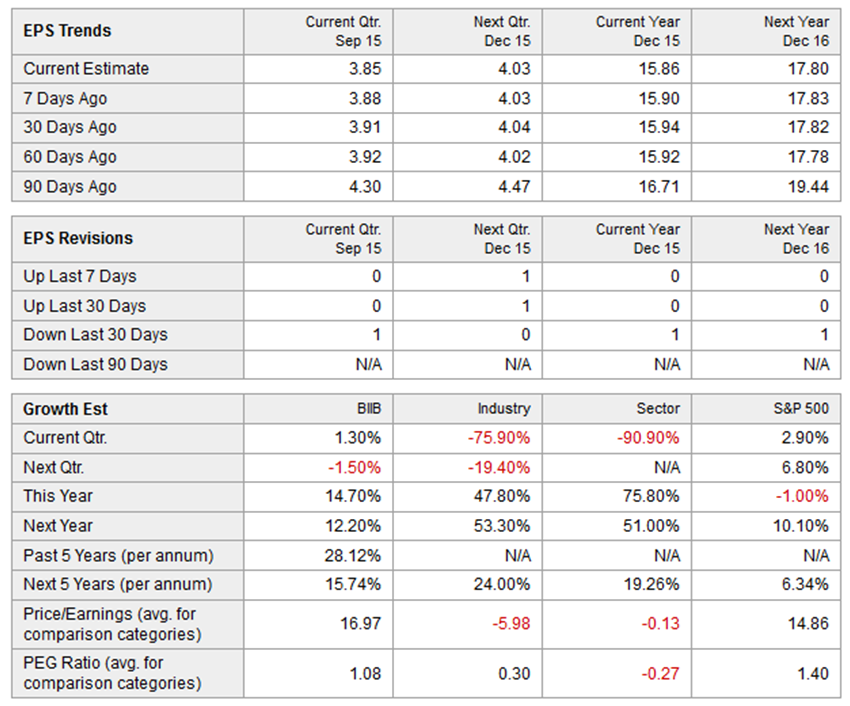 EPS Trends Current Qtr. Sep 15 Next Qtr. Dec 15 Current Year Dec 15 Next Year Dec 16
Current Estimate 3.85 4.03 15.86 17.80
7 Days Ago 3.88 4.03 15.90 17.83
30 Days Ago 3.91 4.04 15.94 17.82
60 Days Ago 3.92 4.02 15.92 17.78
90 Days Ago 4.30 4.47 16.71 19.44
EPS Revisions Current Qtr. Sep 15 Next Qtr. Dec 15 Current Year Dec 15 Next Year Dec 16
Up Last 7 Days 0 1 0 0
Up Last 30 Days 0 1 0 0
Down Last 30 Days 1 0 1 1
Down Last 90 Days N/A N/A N/A N/A
Growth Est BIIB Industry Sector S&P 500
Current Qtr. 1.30% -75.90% -90.90% 2.90%
Next Qtr. -1.50% -19.40% N/A 6.80%
This Year 14.70% 47.80% 75.80% -1.00%
Next Year 12.20% 53.30% 51.00% 10.10%
Past 5 Years (per annum) 28.12% N/A N/A N/A
Next 5 Years (per annum) 15.74% 24.00% 19.26% 6.34%
Price/Earnings (avg. for
comparison categories) 16.97 -5.98 -0.13 14.86
PEG Ratio (avg. for
comparison categories) 1.08 0.30 -0.27 1.40